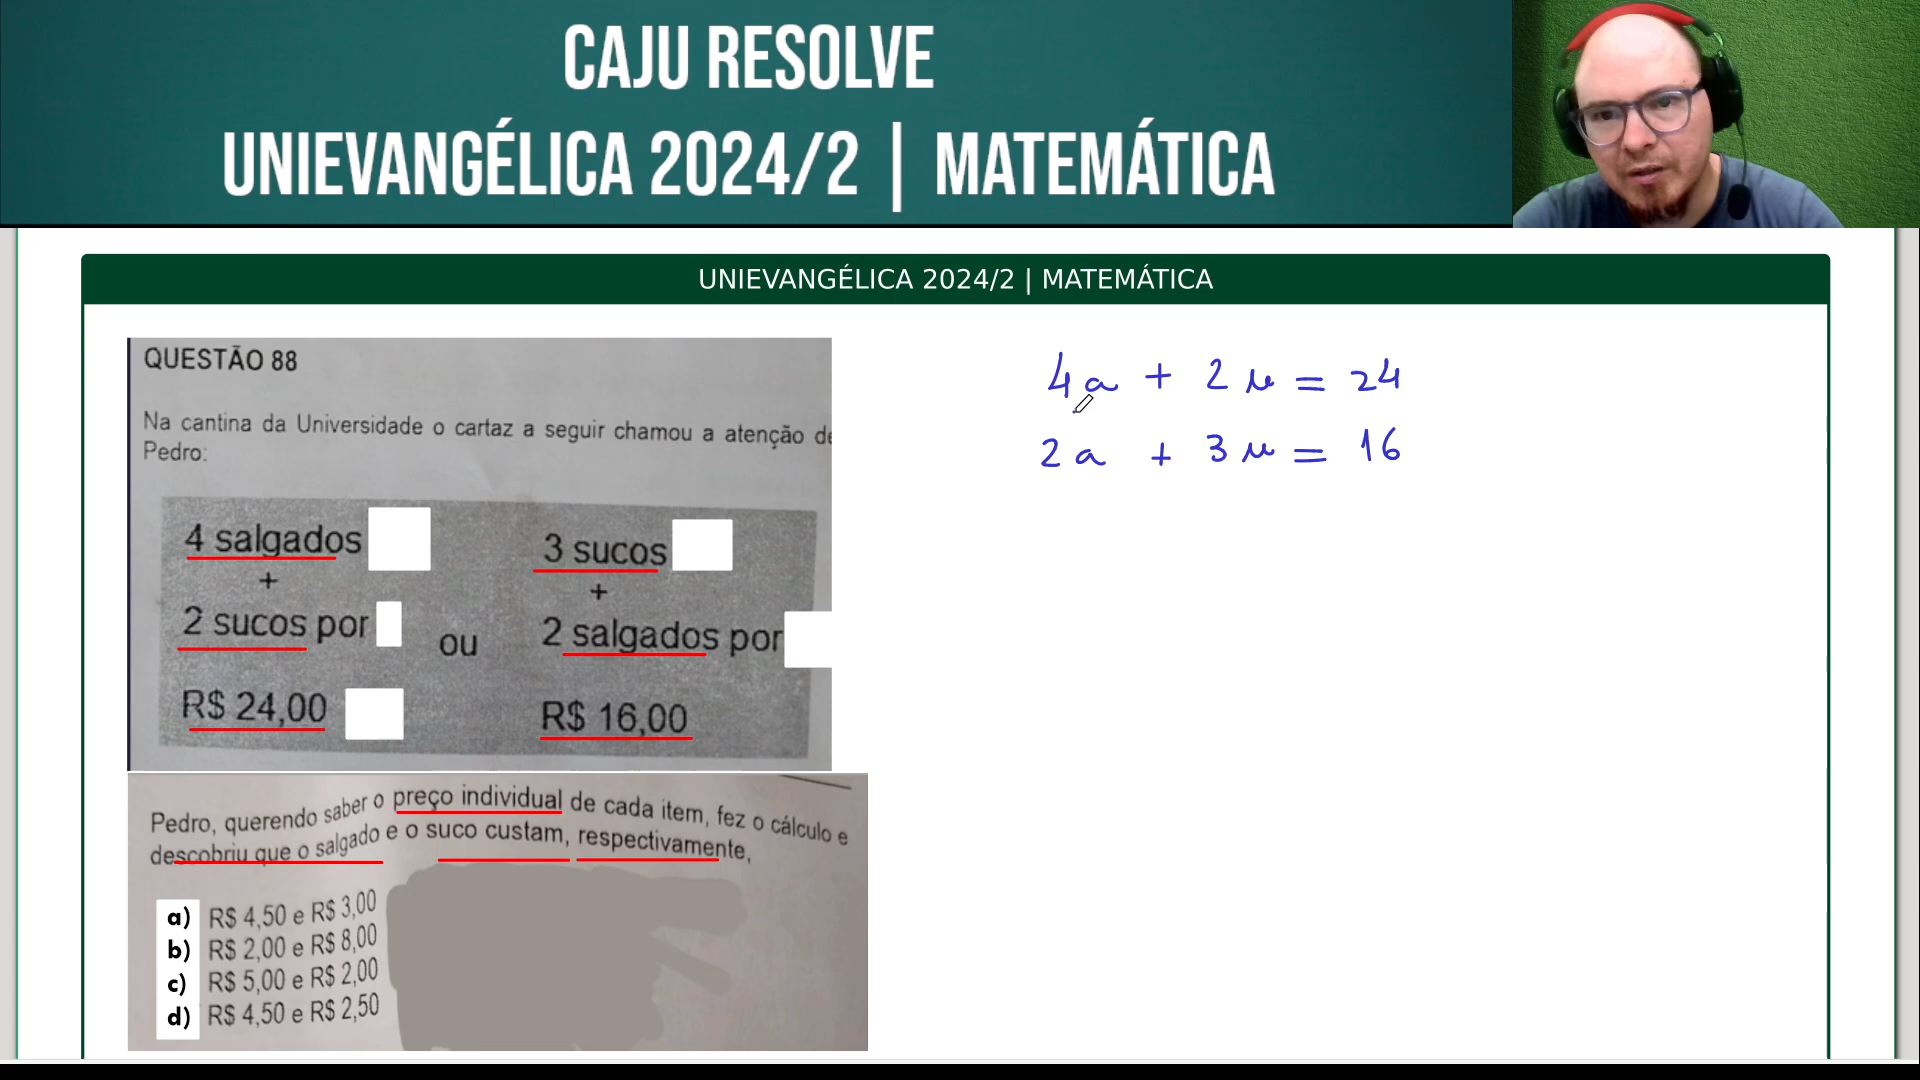 CAJU RESOLVE
UNIEVANGÉLICA 2024/2 | MATEMÁTICA
UNIEVANGÉLICA 2024/2 | MATEMÁTICA
QUESTÃO 88
Na cantina da Universidade o cartaz a seguir chamou a atenção de
Pedro:
4 salgados
+
2 sucos por
R$ 24,00
ou
3 sucos
+
2 salgados por
R$ 16,00
Pedro, querendo saber o preço individual de cada item, fez o cálculo e
descobriu que o salgado e o suco custam, respectivamente,
a) R$ 4,50 e R$ 3,00
b) R$ 2,00 e R$ 8,00
c) R$ 5,00 e R$ 2,00
d) R$ 4,50 e R$ 2,50
4a + 2u = 24
2a + 3u = 16